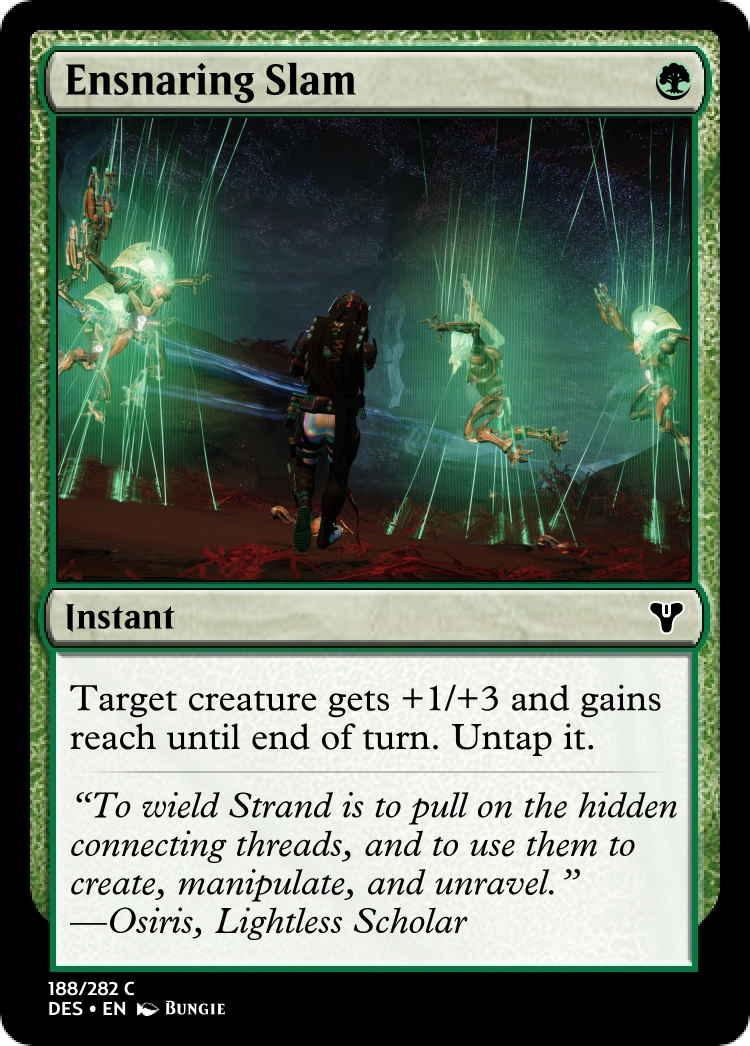 Ensnaring Slam
Instant
Target creature gets +1/+3 and gains
reach until end of turn. Untap it.
“To wield Strand is to pull on the hidden
connecting threads, and to use them to
create, manipulate, and unravel.”
—Osiris, Lightless Scholar
188/282 C
DES • EN Bungie